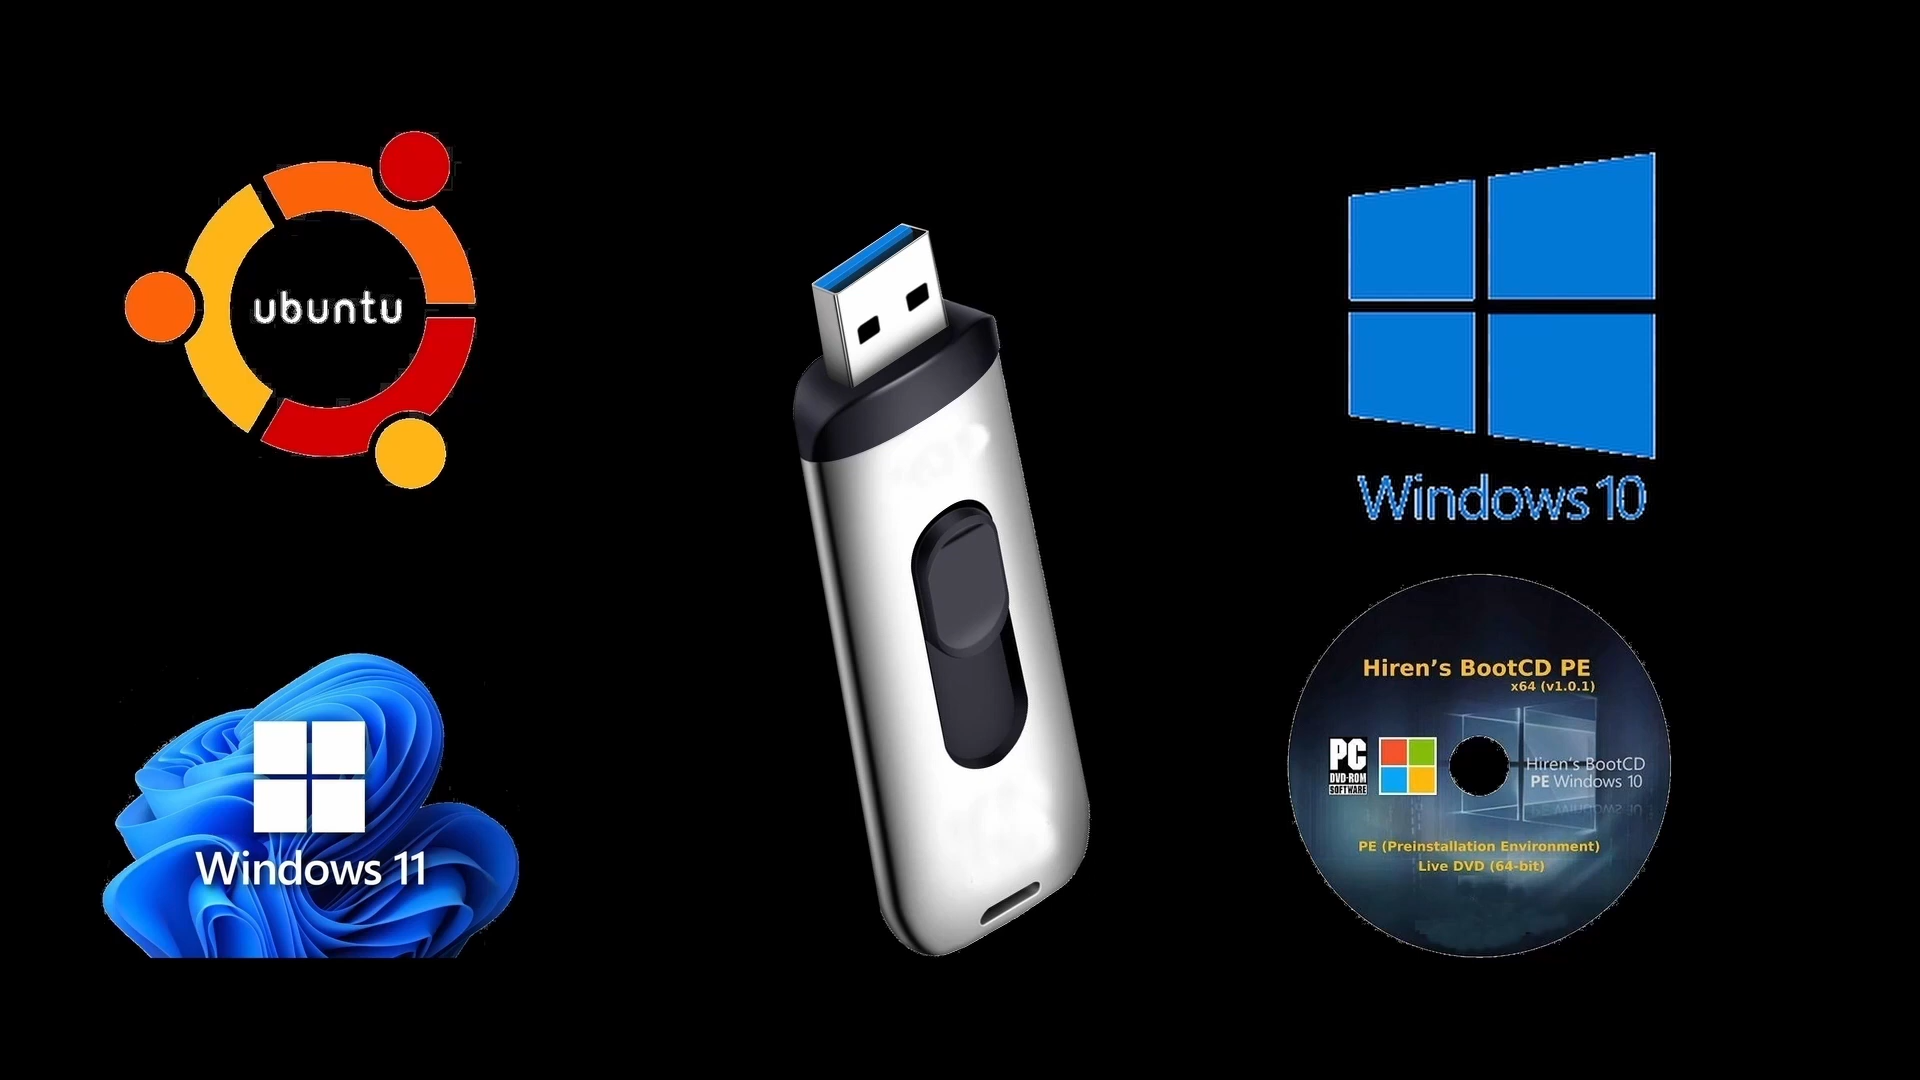 ubuntu
Windows 10
Windows 11
Hiren's BootCD PE
x64 (v1.0.1)
PC
DVD-ROM
SOFTWARE
Hiren's BootCD
PE Windows 10
PE (Preinstallation Environment)
Live DVD (64-bit)